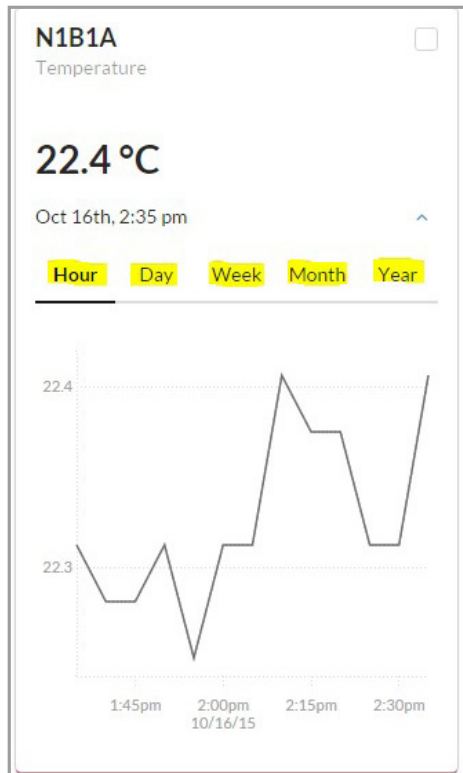 N1B1A
Temperature
22.4 °C
Oct 16th, 2:35 pm
Hour Day Week Month Year
22.4
22.3
1:45pm 2:00pm 2:15pm 2:30pm
10/16/15